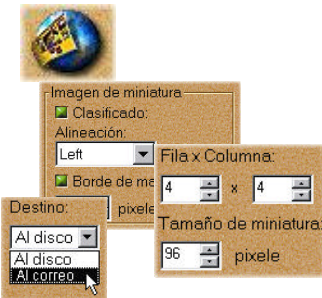 Imagen de miniatura
Clasificado:
Alineación:
Left
Borde de ma
pixele
Fila x Columna:
4 x 4
Tamaño de miniatura:
96 pixele
Destino:
Al disco
Al disco
Al correo